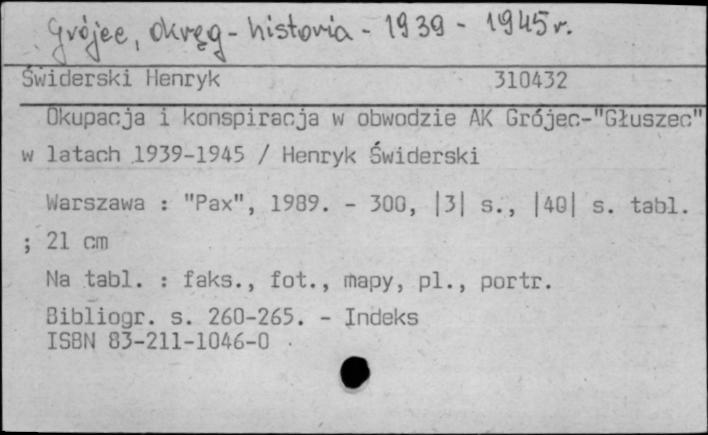 Grójec, okręg - historia - 1939 - 1945 r.
Świderski Henryk 310432
Okupacja i konspiracja w obwodzie AK Grójec-"Głuszec"
w latach 1939-1945 / Henryk Świderski
Warszawa : "Pax", 1989. - 300, |3| s., |40| s. tabl.
; 21 cm
Na tabl. : faks., fot., mapy, pl., portr.
Bibliogr. s. 260-265. - Indeks
ISBN 83-211-1046-0